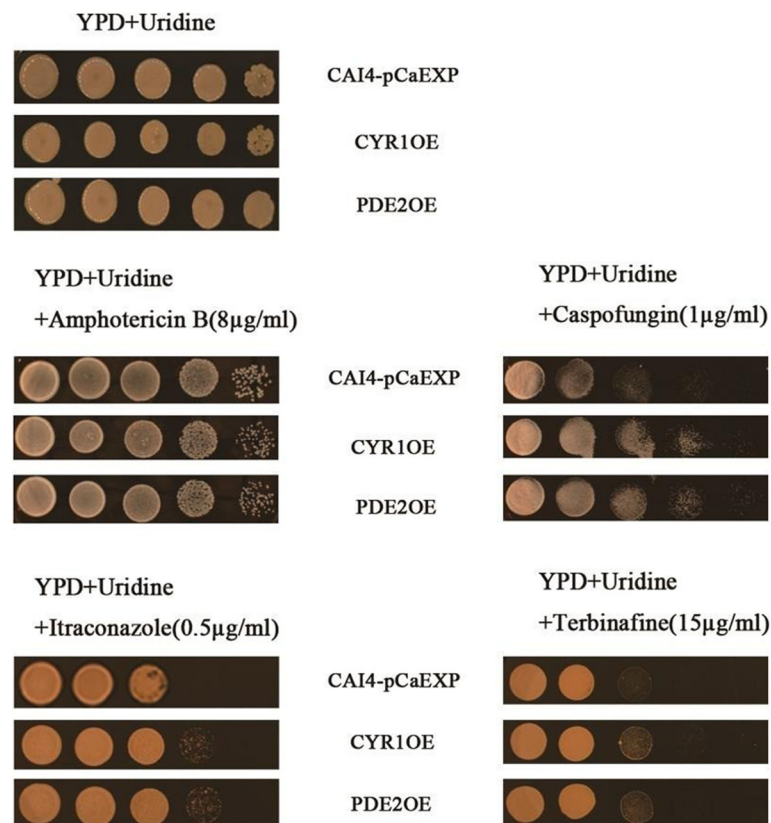 YPD+Uridine
CAI4-pCaEXP
CYR1OE
PDE2OE
YPD+Uridine
+Amphotericin B(8μg/ml)
YPD+Uridine
+Caspofungin(1μg/ml)
CAI4-pCaEXP
CYR1OE
PDE2OE
YPD+Uridine
+Itraconazole(0.5μg/ml)
YPD+Uridine
+Terbinafine(15μg/ml)
CAI4-pCaEXP
CYR1OE
PDE2OE